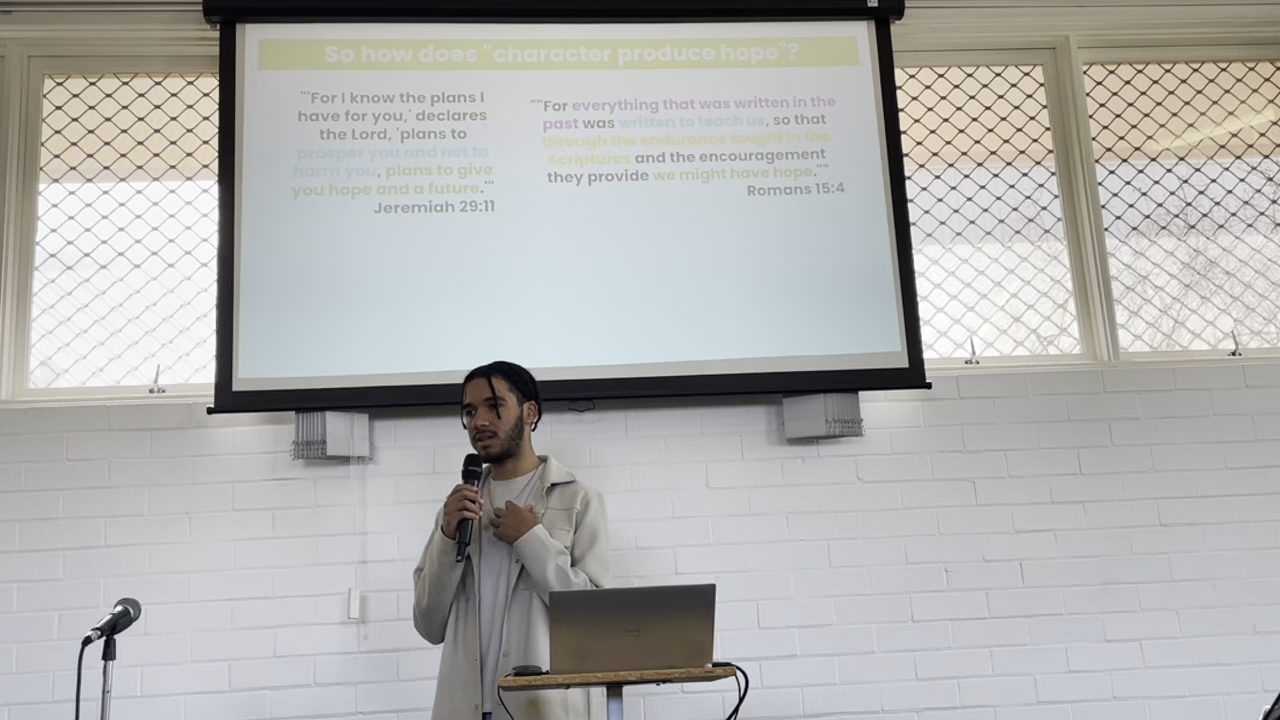 So how does "character produce hope"?
"'For I know the plans I
have for you,' declares
the Lord, 'plans to
prosper you and not to
harm you, plans to give
you hope and a future.'"
Jeremiah 29:11
""For everything that was written in the
past was written to teach us, so that
through the endurance taught in the
Scriptures and the encouragement
they provide we might have hope.""
Romans 15:4